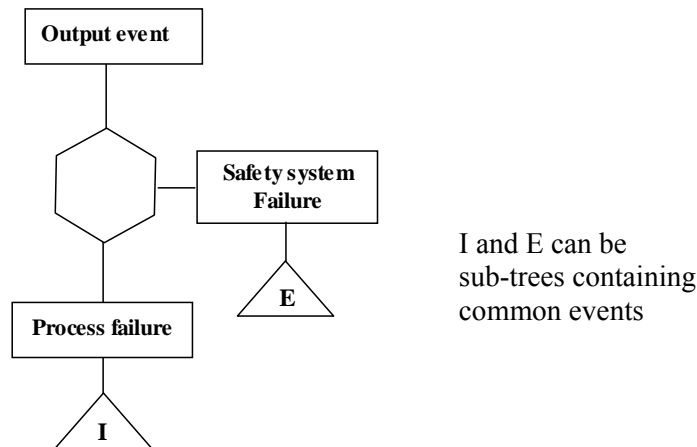 Output event
Safety system
Failure
E
I and E can be
sub-trees containing
common events
Process failure
I